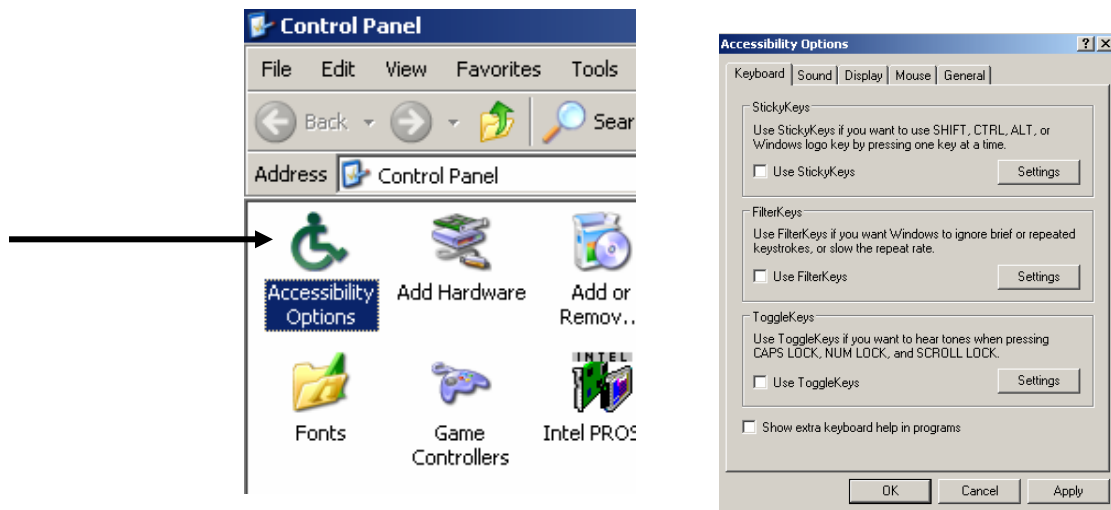 Control Panel
File Edit View Favorites Tools
Back Sear
Address Control Panel
Accessibility Options
Add Hardware
Add or Remov...
Fonts
Game Controllers
INTEL
Intel PROS
Accessibility Options
Keyboard Sound Display Mouse General
StickyKeys
Use StickyKeys if you want to use SHIFT, CTRL, ALT, or
Windows logo key by pressing one key at a time.
Use StickyKeys Settings
FilterKeys
Use FilterKeys if you want Windows to ignore brief or repeated
keystrokes, or slow the repeat rate.
Use FilterKeys Settings
ToggleKeys
Use ToggleKeys if you want to hear tones when pressing
CAPS LOCK, NUM LOCK, and SCROLL LOCK.
Use ToggleKeys Settings
Show extra keyboard help in programs
OK Cancel Apply